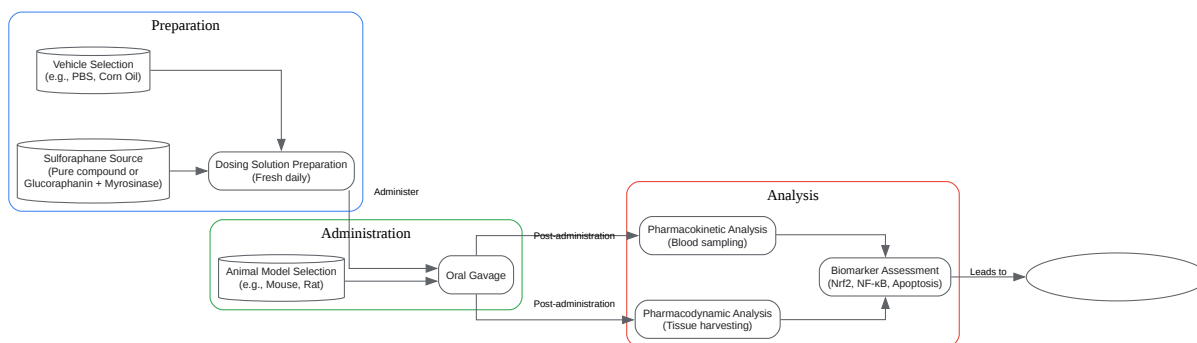 Preparation
Vehicle Selection
(e.g., PBS, Corn Oil)
Sulforaphane Source
(Pure compound or
Glucoraphanin + Myrosinase)
Dosing Solution Preparation
(Fresh daily)
Administer
Administration
Animal Model Selection
(e.g., Mouse, Rat)
Oral Gavage
Post-administration
Post-administration
Analysis
Pharmacokinetic Analysis
(Blood sampling)
Pharmacodynamic Analysis
(Tissue harvesting)
Biomarker Assessment
(Nrf2, NF-κB, Apoptosis)
Leads to